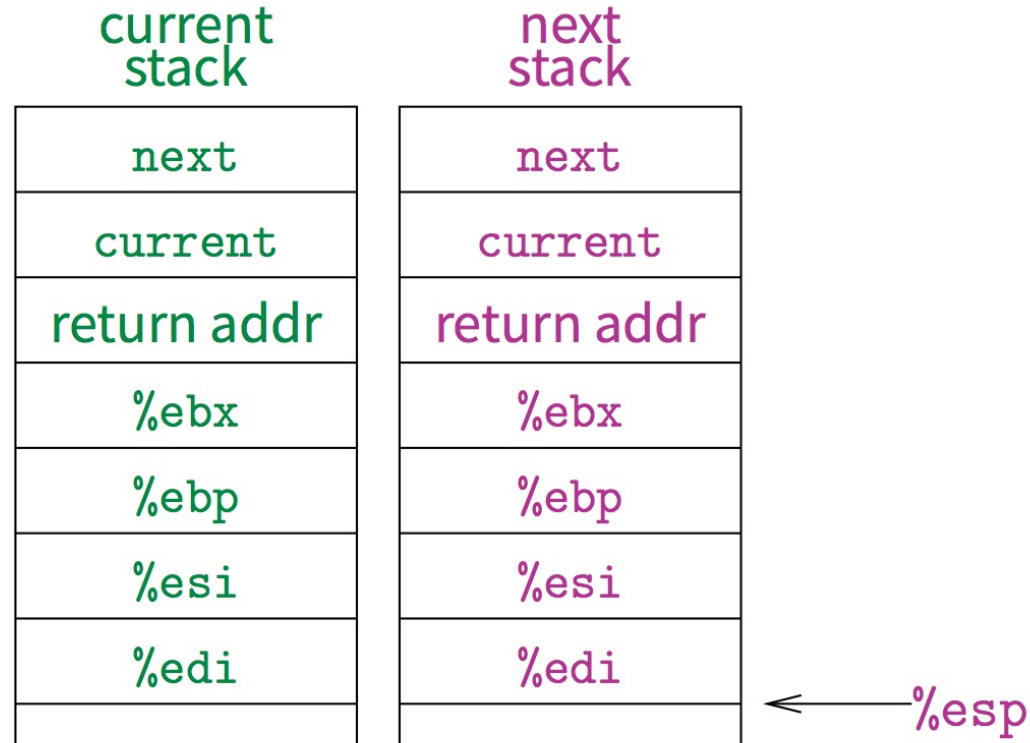 current
stack
next
current
return addr
%ebx
%ebp
%esi
%edi
next
stack
next
current
return addr
%ebx
%ebp
%esi
%edi
%esp